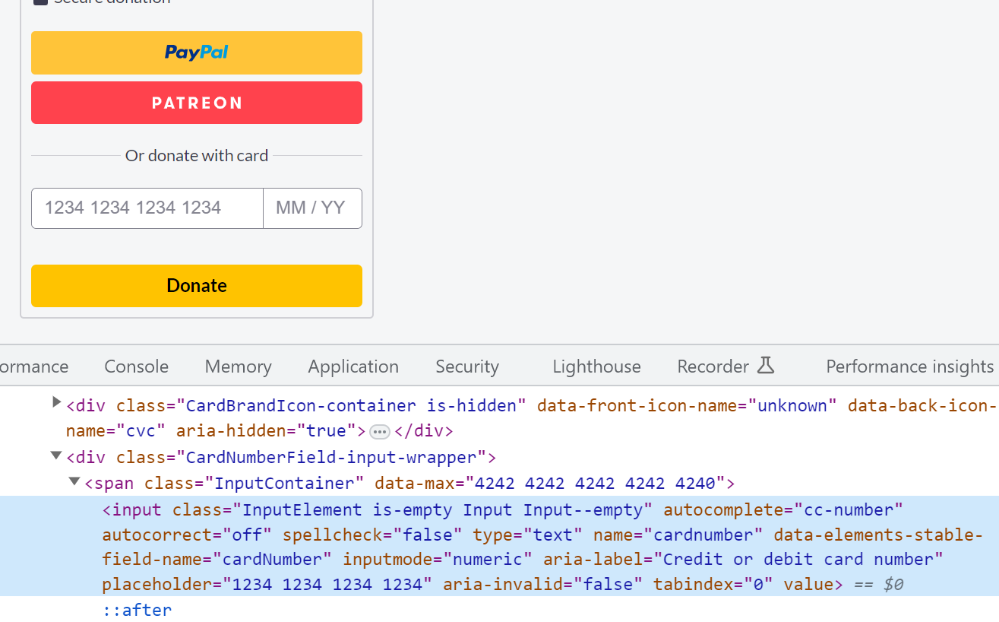 Secure donation
PayPal
PATREON
Or donate with card
1234 1234 1234 1234 MM / YY
Donate
ormance Console Memory Application Security Lighthouse Recorder Performance insights
<div class="CardBrandIcon-container is-hidden" data-front-icon-name="unknown" data-back-icon-
name="cvc" aria-hidden="true">…</div>
<div class="CardNumberField-input-wrapper">
<span class="InputContainer" data-max="4242 4242 4242 4242 4240">
<input class="InputElement is-empty Input Input--empty" autocomplete="cc-number"
autocorrect="off" spellcheck="false" type="text" name="cardnumber" data-elements-stable-
field-name="cardNumber" inputmode="numeric" aria-label="Credit or debit card number"
placeholder="1234 1234 1234 1234" aria-invalid="false" tabindex="0" value> == $0
::after